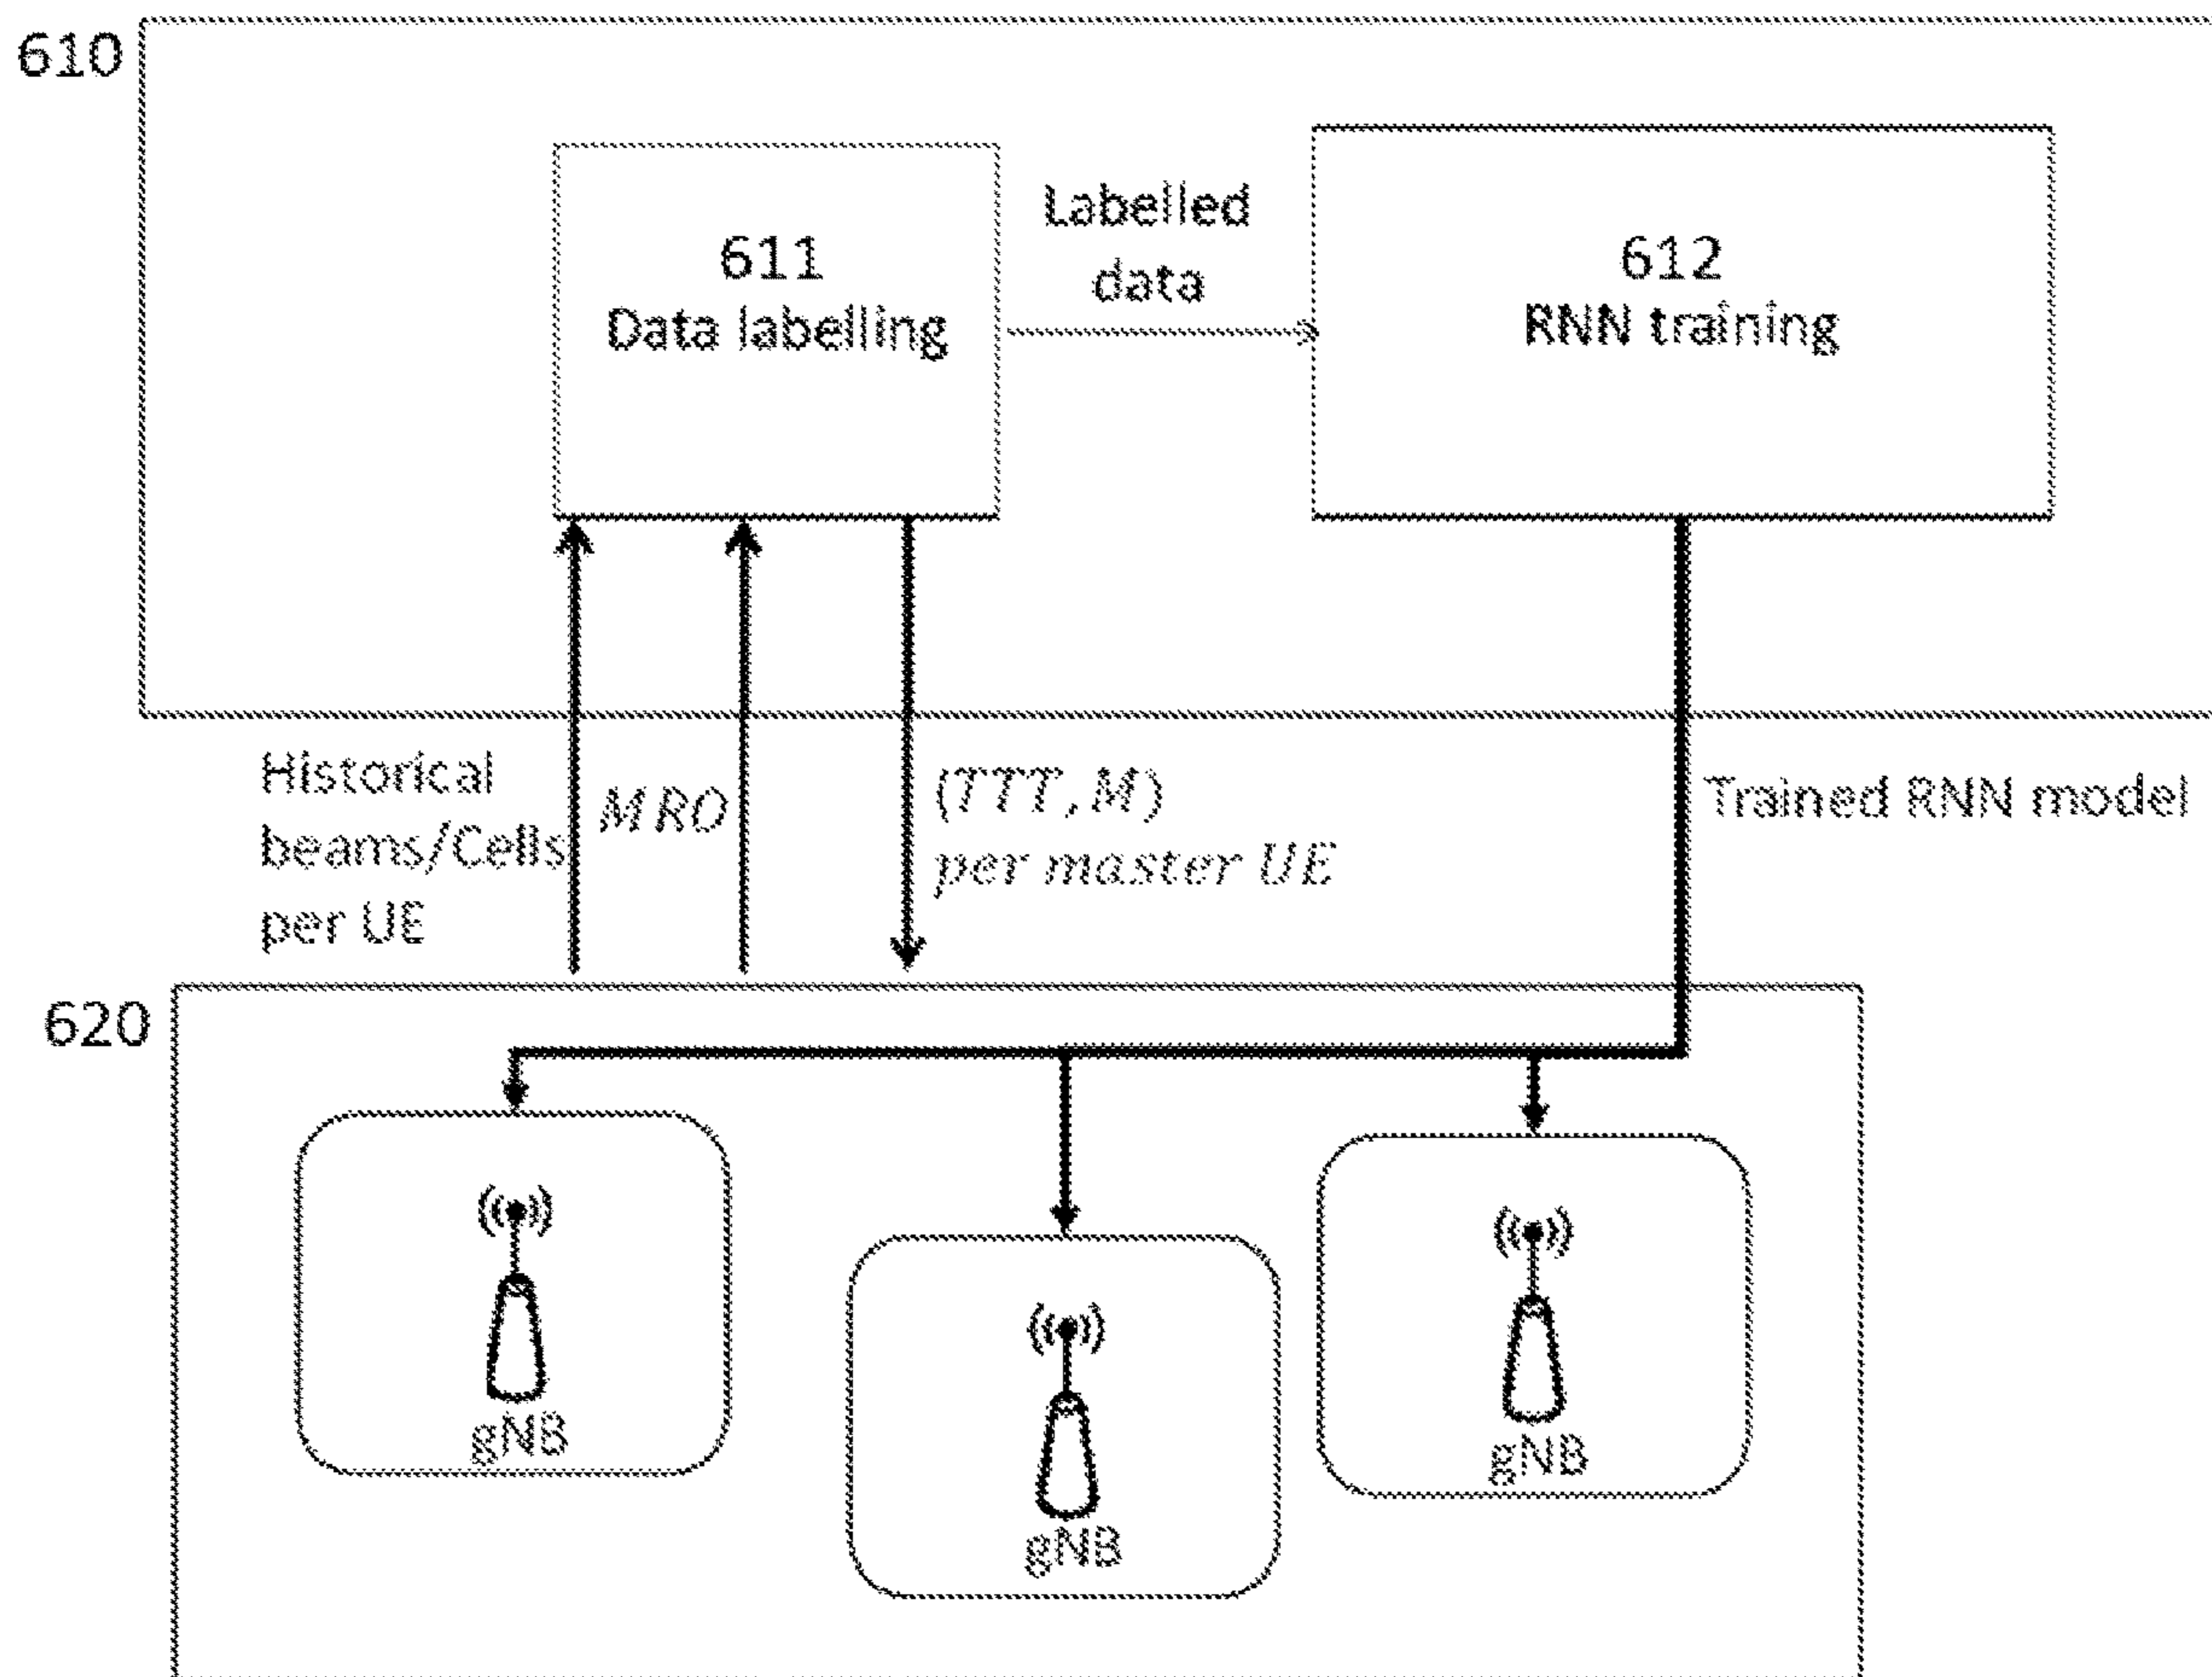 610
611
Data labelling
Labelled
data
612
RNN training
Historical
beams/Cells
per UE
MRO
(TTT, M)
per master UE
Trained RNN model
620
gNB
gNB
gNB